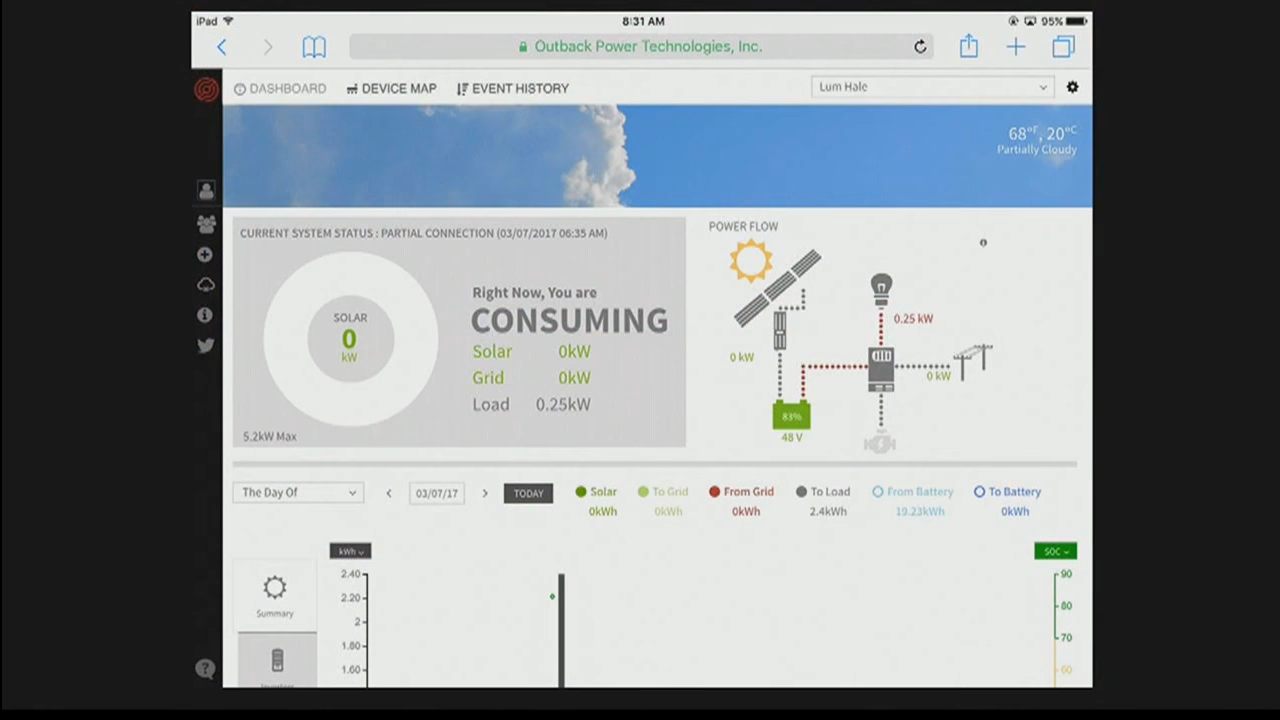 iPad 8:31 AM 95%
Outback Power Technologies, Inc.
DASHBOARD DEVICE MAP EVENT HISTORY Lum Hale
68°F, 20°C
Partially Cloudy
CURRENT SYSTEM STATUS : PARTIAL CONNECTION (03/07/2017 06:35 AM)
SOLAR
0
kW
5.2kW Max
Right Now, You are
CONSUMING
Solar 0kW
Grid 0kW
Load 0.25kW
POWER FLOW
0.25 kW
0 kW
0 kW
83%
48 V
The Day Of 03/07/17 TODAY
Solar To Grid From Grid To Load From Battery To Battery
0kWh 0kWh 0kWh 2.4kWh 19.23kWh 0kWh
kWh SOC
Summary
2.40
2.20
2
1.80
1.60
90
80
70
60